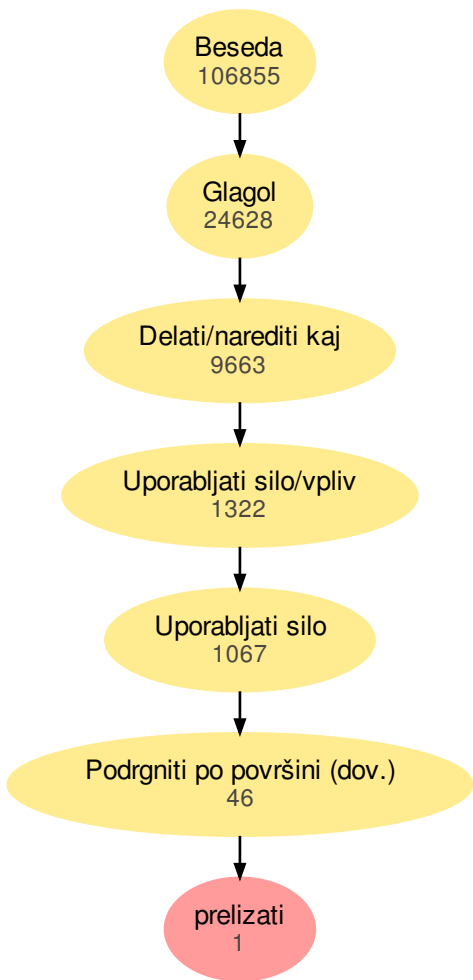 Beseda
106855
Glagol
24628
Delati/narediti kaj
9663
Uporabljati silo/vpliv
1322
Uporabljati silo
1067
Podrgniti po površini (dov.)
46
prelizati
1